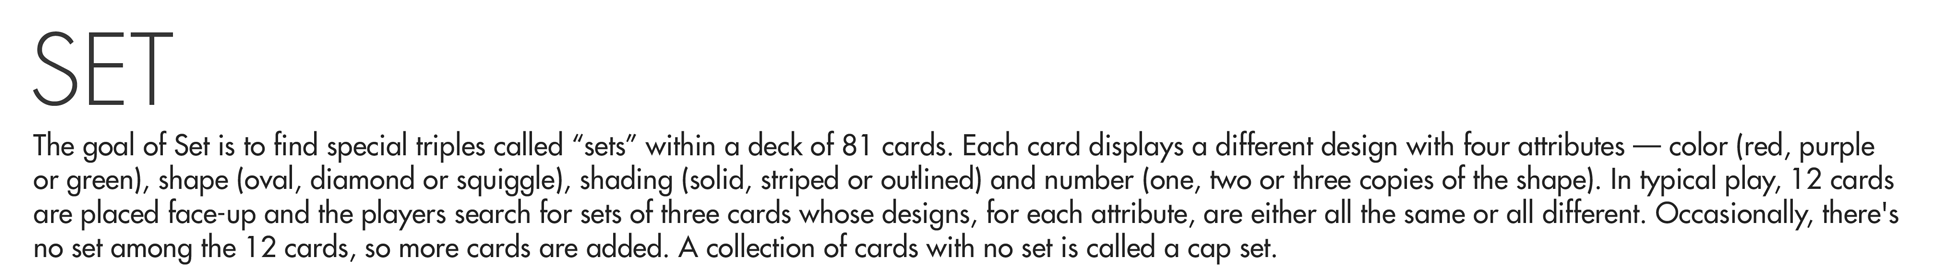 SET
The goal of Set is to find special triples called “sets” within a deck of 81 cards. Each card displays a different design with four attributes — color (red, purple
or green), shape (oval, diamond or squiggle), shading (solid, striped or outlined) and number (one, two or three copies of the shape). In typical play, 12 cards
are placed face-up and the players search for sets of three cards whose designs, for each attribute, are either all the same or all different. Occasionally, there's
no set among the 12 cards, so more cards are added. A collection of cards with no set is called a cap set.